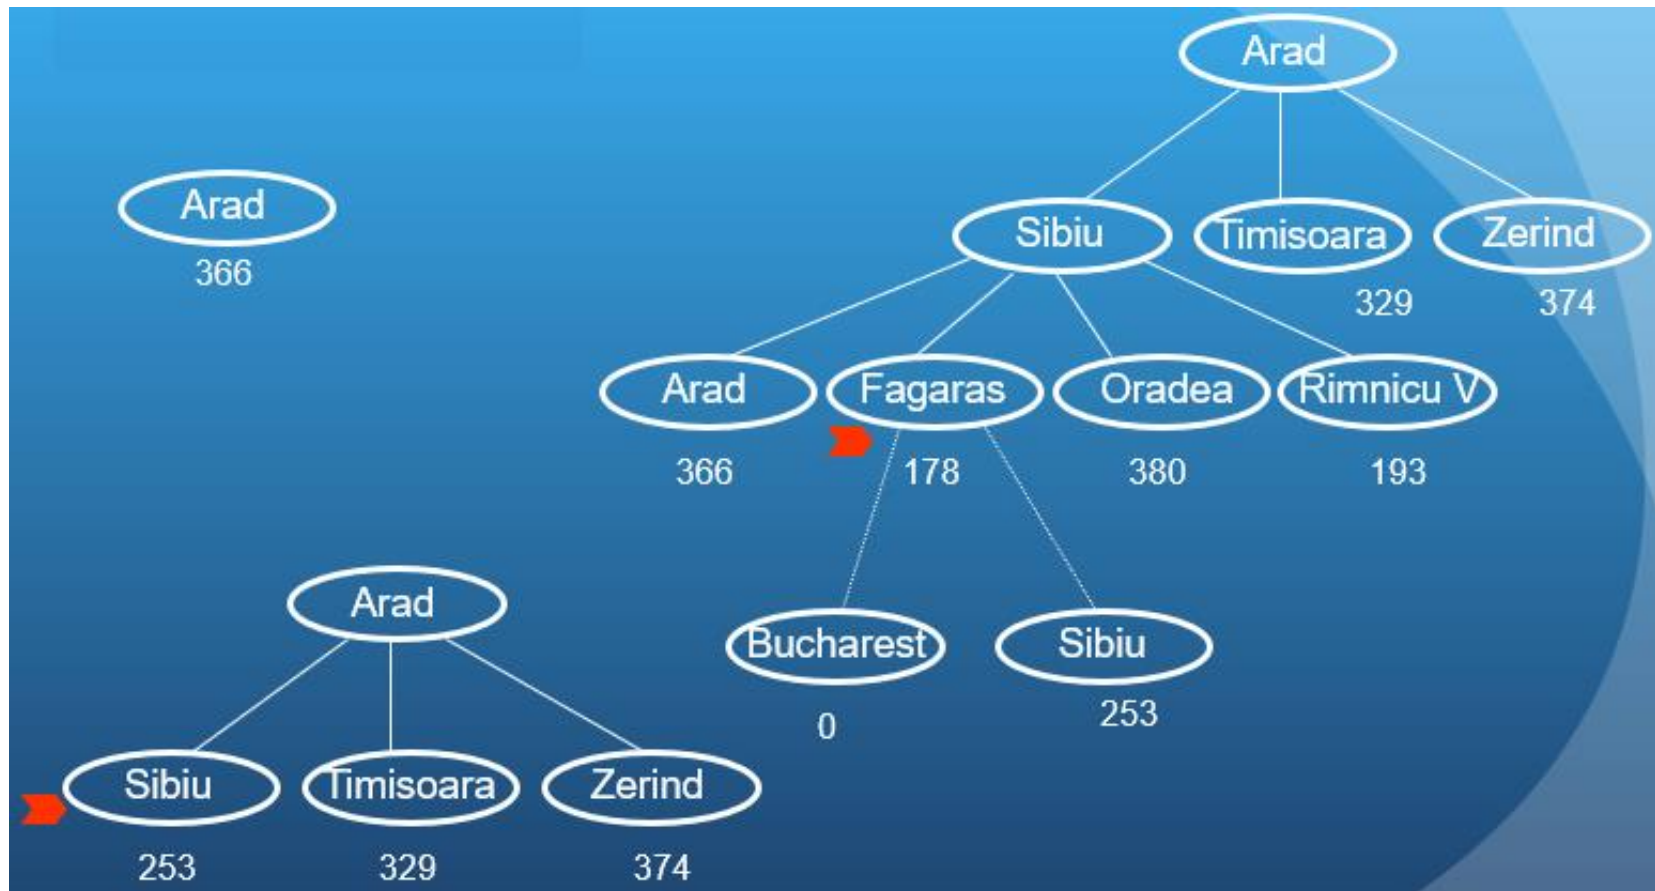 Arad
366
Arad
Sibiu Timisoara Zerind
253 329 374
Arad
Sibiu Timisoara Zerind
329 374
Arad Fagaras Oradea Rimnicu V
366 178 380 193
Bucharest Sibiu
0 253